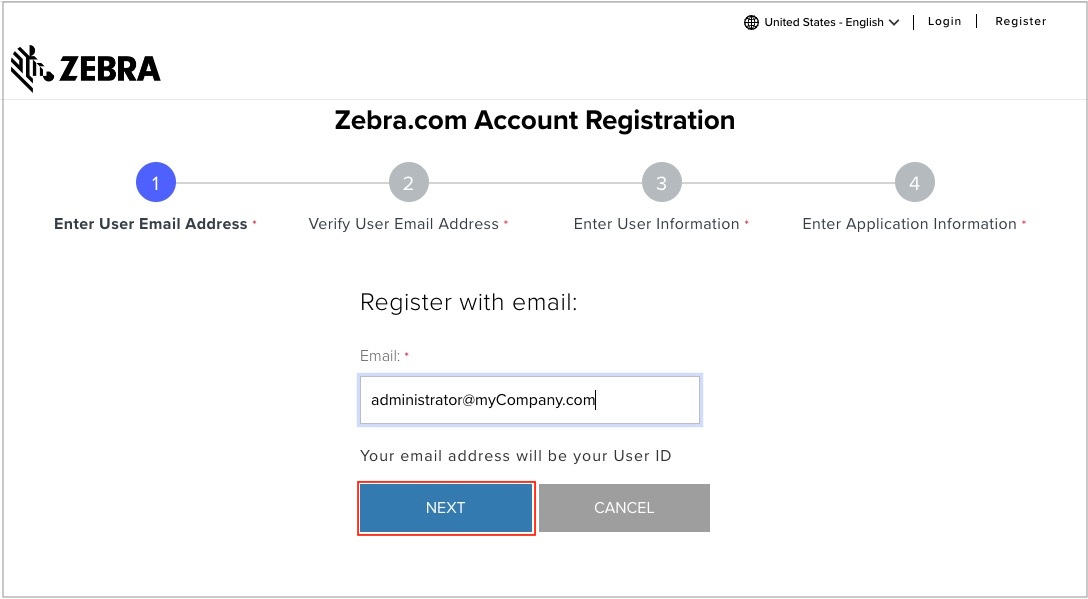 United States - English | Login | Register
ZEBRA
Zebra.com Account Registration
1 2 3 4
Enter User Email Address * Verify User Email Address * Enter User Information * Enter Application Information *
Register with email:
Email: *
administrator@myCompany.com
Your email address will be your User ID
NEXT CANCEL